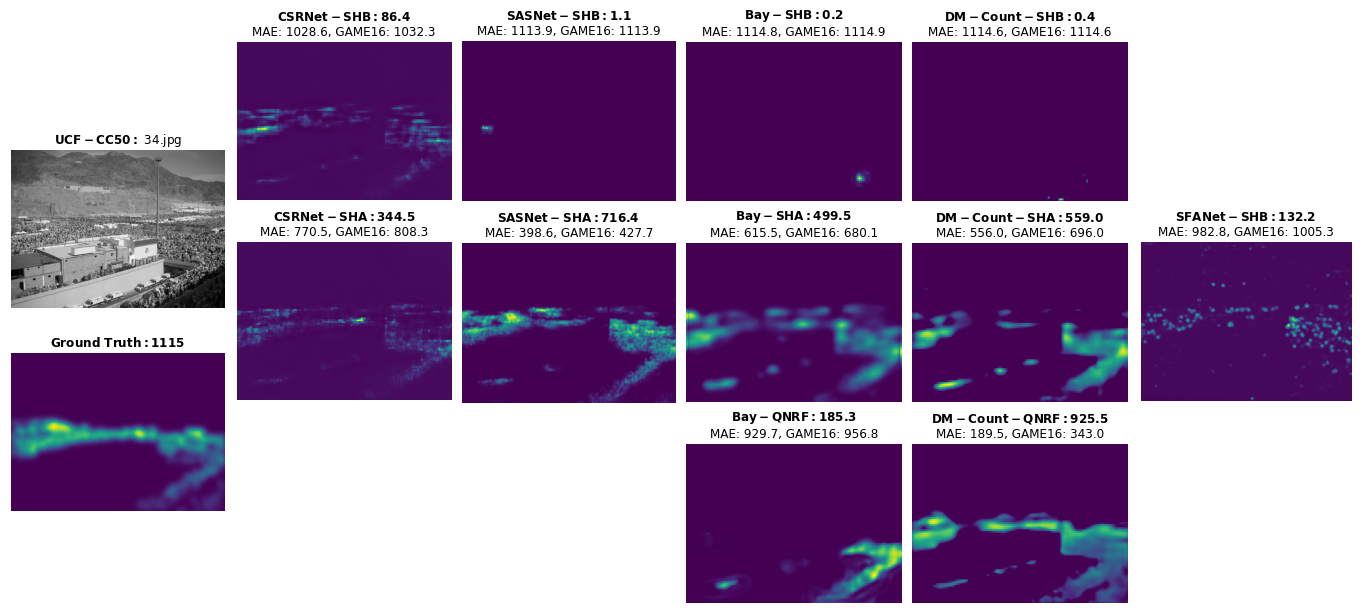 CSRNet − SHB : 86.4
MAE: 1028.6, GAME16: 1032.3
SASNet − SHB : 1.1
MAE: 1113.9, GAME16: 1113.9
Bay − SHB : 0.2
MAE: 1114.8, GAME16: 1114.9
DM − Count − SHB : 0.4
MAE: 1114.6, GAME16: 1114.6
UCF − CC50 : 34.jpg
CSRNet − SHA : 344.5
MAE: 770.5, GAME16: 808.3
SASNet − SHA : 716.4
MAE: 398.6, GAME16: 427.7
Bay − SHA : 499.5
MAE: 615.5, GAME16: 680.1
DM − Count − SHA : 559.0
MAE: 556.0, GAME16: 696.0
SFANet − SHB : 132.2
MAE: 982.8, GAME16: 1005.3
Ground Truth : 1115
Bay − QNRF : 185.3
MAE: 929.7, GAME16: 956.8
DM − Count − QNRF : 925.5
MAE: 189.5, GAME16: 343.0